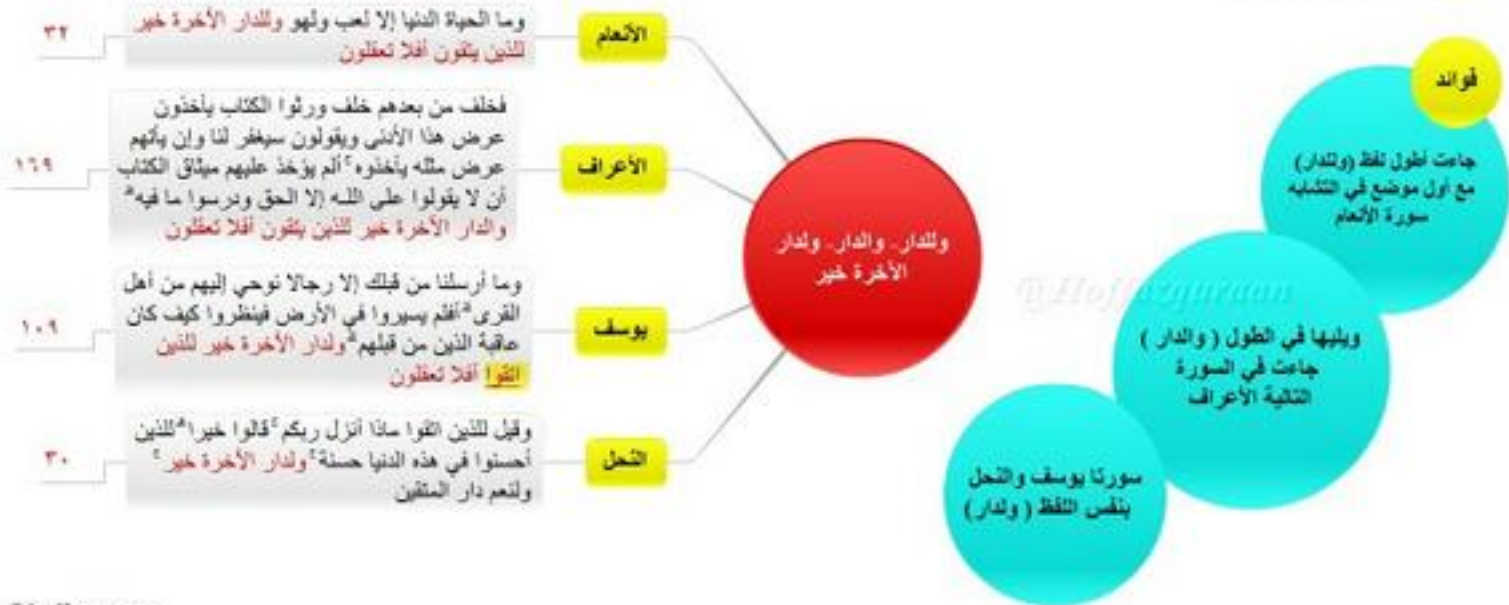 فوائد
جاءت أطول لفظ (وللدار)
مع أول موضع في التشابه
سورة الأنعام
ويليها في الطول ( والدار )
جاءت في السورة
التالية الأعراف
سورتا يوسف والنحل
بنفس اللفظ ( ولدار )
@Hoffazquraan
وللدار- والدار- ولدار
الأخرة خير
الأنعام
وما الحياة الدنيا إلا لعب ولهو وللدار الأخرة خير
للذين يتقون أفلا تعقلون
٣٢
الأعراف
فخلف من بعدهم خلف ورثوا الكتاب يأخذون
عرض هذا الأدنى ويقولون سيغفر لنا وإن يأتهم
عرض مثله يأخذوه ۚ ألم يؤخذ عليهم ميثاق الكتاب
أن لا يقولوا على الله إلا الحق ودرسوا ما فيه ۗ
والدار الأخرة خير للذين يتقون أفلا تعقلون
١٦٩
يوسف
وما أرسلنا من قبلك إلا رجالا نوحي إليهم من أهل
القرى ۗ أفلم يسيروا في الأرض فينظروا كيف كان
عاقبة الذين من قبلهم ۗ ولدار الأخرة خير للذين
اتقوا أفلا تعقلون
١٠٩
النحل
وقيل للذين اتقوا ماذا أنزل ربكم ۚ قالوا خيرا ۗ للذين
أحسنوا في هذه الدنيا حسنة ۚ ولدار الأخرة خير ۚ
ولنعم دار المتقين
٣٠